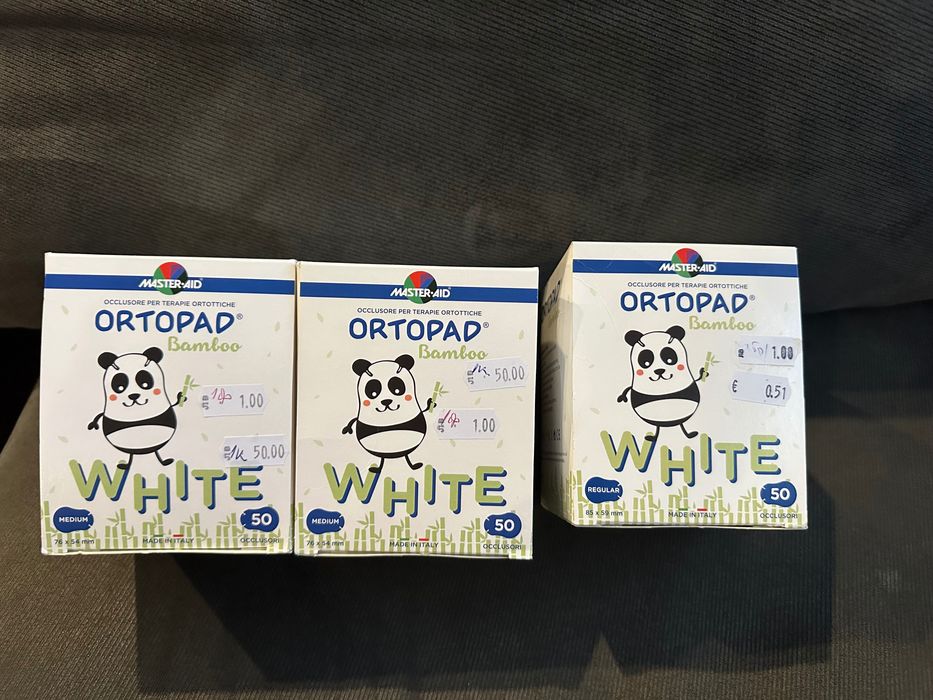 MASTER•AID
OCCLUSORE PER TERAPIE ORTOTTICHE
ORTOPAD®
Bamboo
1.00
1K 50.00
WHITE
MEDIUM
50
76 x 54 mm
MADE IN ITALY
OCCLUSORI
MASTER•AID
OCCLUSORE PER TERAPIE ORTOTTICHE
ORTOPAD®
Bamboo
1K 50.00
1.00
WHITE
MEDIUM
50
76 x 54 mm
MADE IN ITALY
OCCLUSORI
MASTER•AID
OCCLUSORE PER TERAPIE ORTOTTICHE
ORTOPAD®
Bamboo
1.00
€ 0.51
WHITE
REGULAR
50
85 x 59 mm
MADE IN ITALY
OCCLUSORI